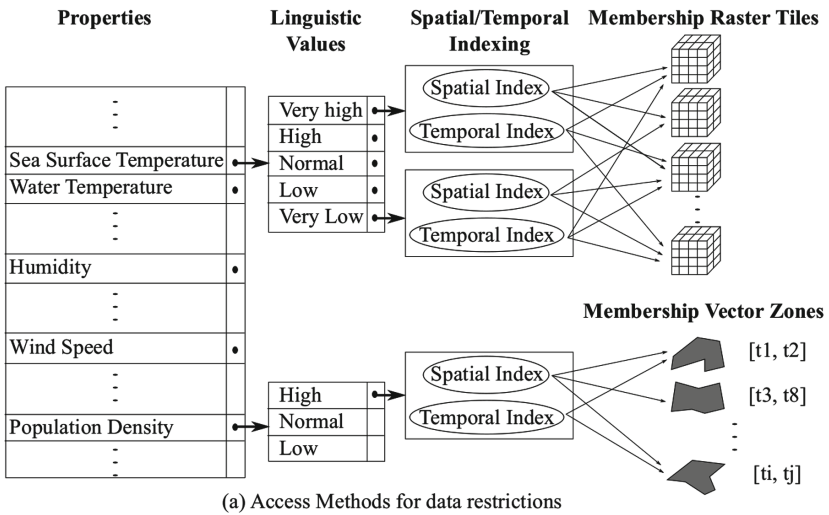 Properties
Linguistic
Values
Spatial/Temporal
Indexing
Membership Raster Tiles
Sea Surface Temperature
Water Temperature
Humidity
Wind Speed
Population Density
Very high
High
Normal
Low
Very Low
Spatial Index
Temporal Index
Spatial Index
Temporal Index
Membership Vector Zones
High
Normal
Low
Spatial Index
Temporal Index
[t1, t2]
[t3, t8]
[ti, tj]
(a) Access Methods for data restrictions